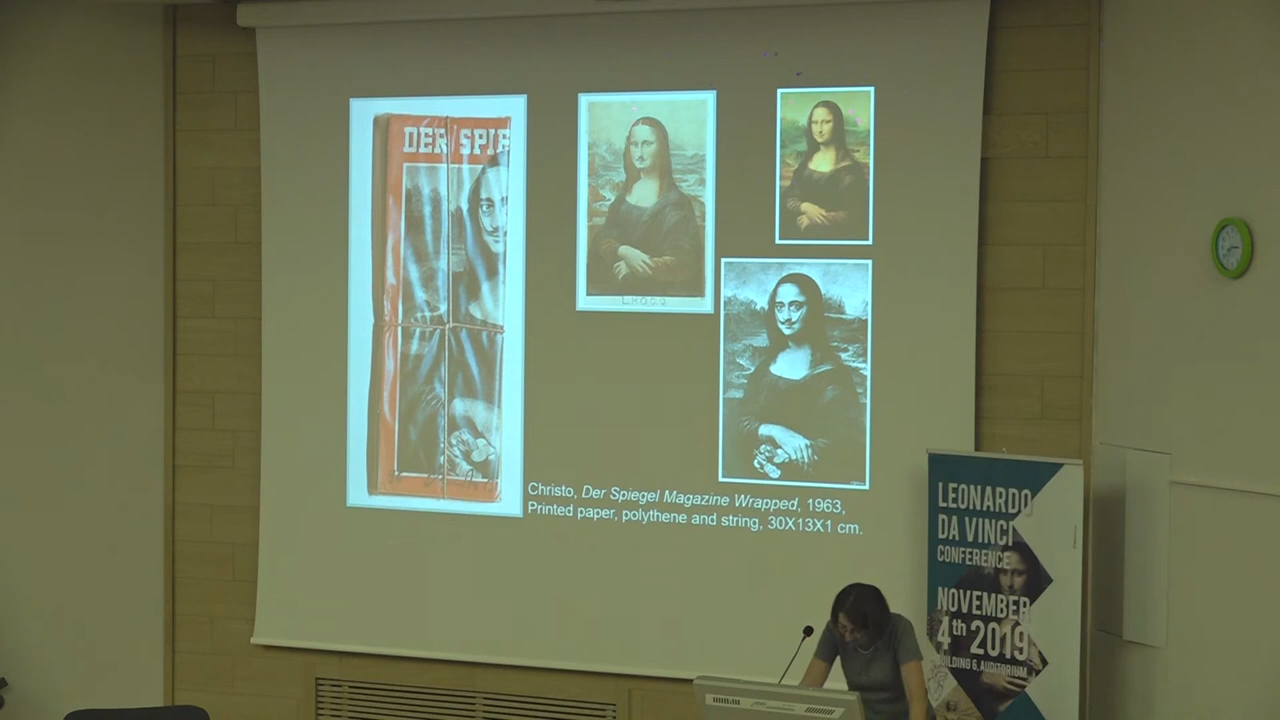 DER SPIE
L.H.O.O.Q
Christo, Der Spiegel Magazine Wrapped, 1963,
Printed paper, polythene and string, 30X13X1 cm.
LEONARDO
DA VINCI
CONFERENCE
NOVEMBER
4th 2019
BUILDING 6, AUDITORIUM